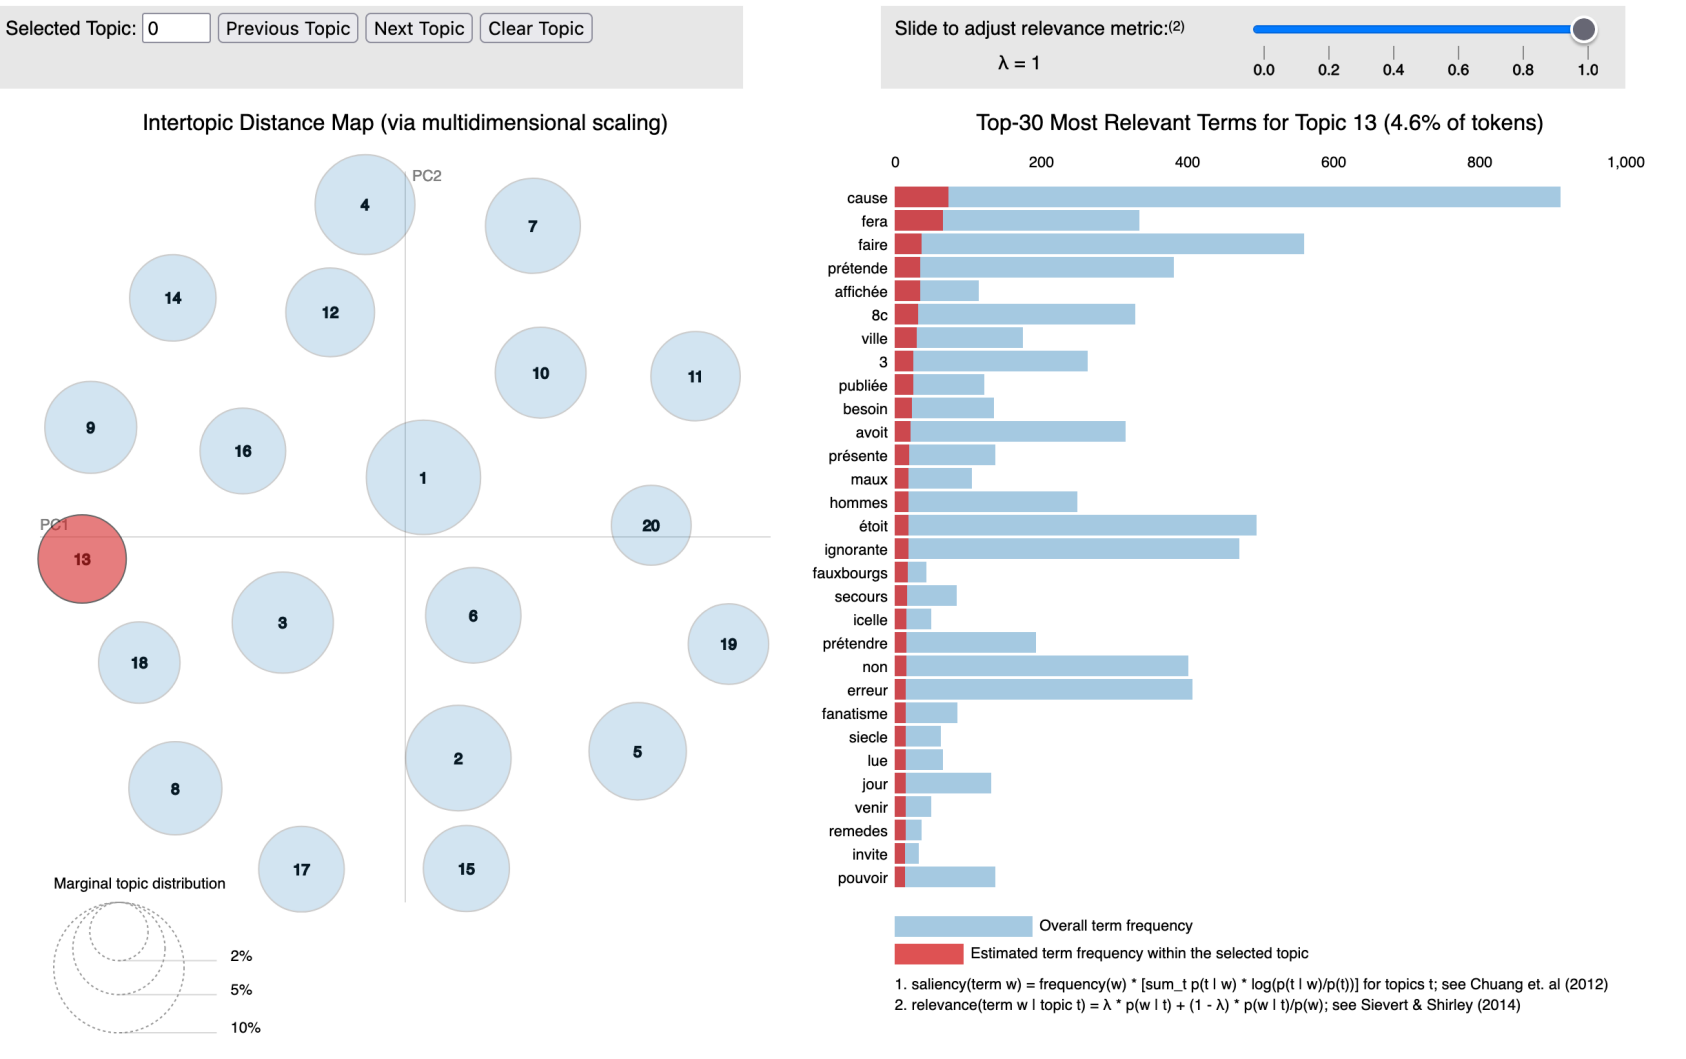 Selected Topic: 0 Previous Topic Next Topic Clear Topic
Slide to adjust relevance metric:(2)
λ = 1
0.0 0.2 0.4 0.6 0.8 1.0
Intertopic Distance Map (via multidimensional scaling)
PC2
4
7
14
12
10
11
9
16
1
PC1
20
13
3
6
19
18
2
5
8
17
15
Marginal topic distribution
2%
5%
10%
Top-30 Most Relevant Terms for Topic 13 (4.6% of tokens)
0 200 400 600 800 1,000
cause
fera
faire
prétende
affichée
8c
ville
3
publiée
besoin
avoit
présente
maux
hommes
étoit
ignorante
fauxbourgs
secours
icelle
prétendre
non
erreur
fanatisme
siecle
lue
jour
venir
remedes
invite
pouvoir
Overall term frequency
Estimated term frequency within the selected topic
1. saliency(term w) = frequency(w) * [sum_t p(t | w) * log(p(t | w)/p(t))] for topics t; see Chuang et. al (2012)
2. relevance(term w | topic t) = λ * p(w | t) + (1 - λ) * p(w | t)/p(w); see Sievert & Shirley (2014)